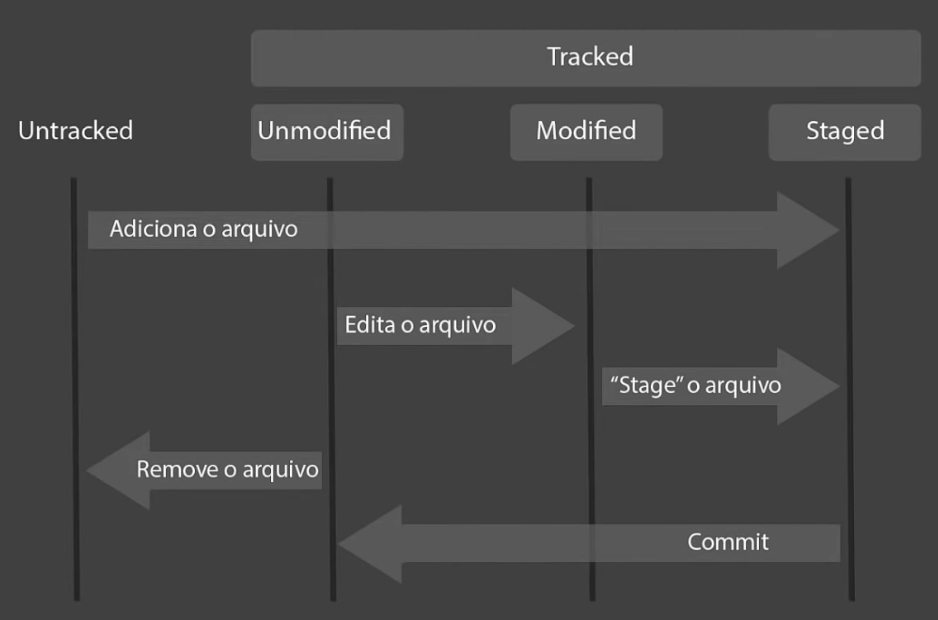 Tracked
Untracked
Unmodified
Modified
Staged
Adiciona o arquivo
Edita o arquivo
“Stage” o arquivo
Remove o arquivo
Commit